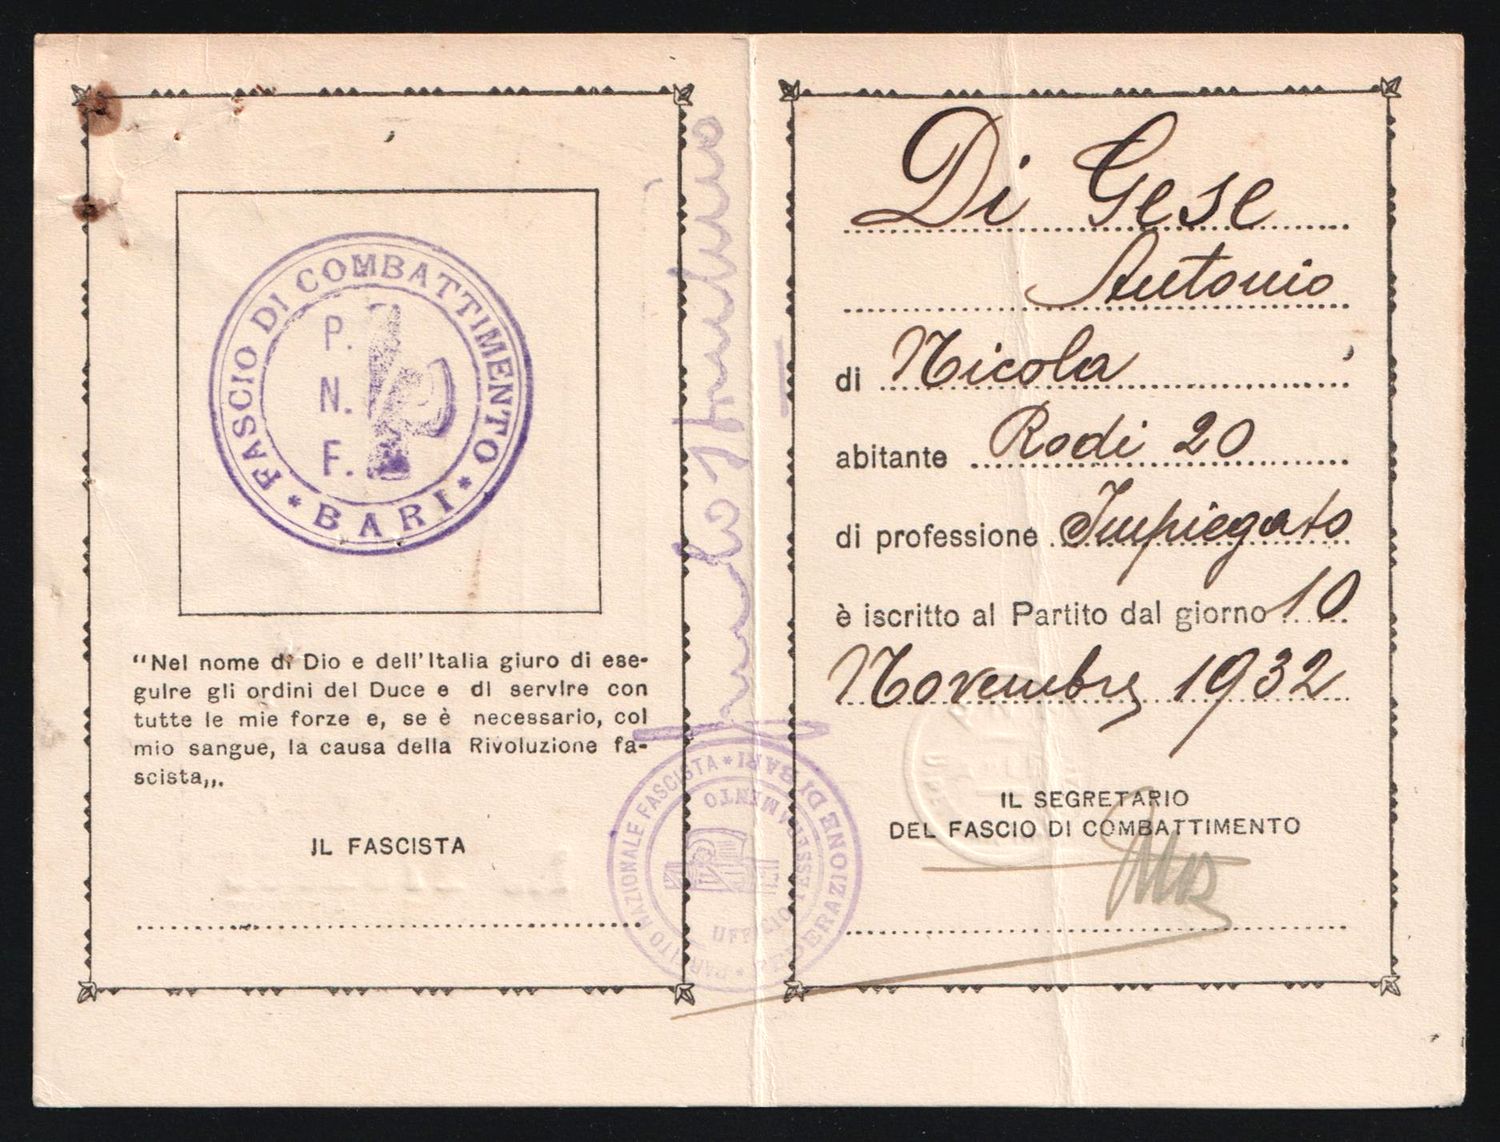 FASCIO DI COMBATTIMENTO
* BARI *
P.
N.
F.
"Nel nome di Dio e dell'Italia giuro di ese-
guire gli ordini del Duce e di servire con
tutte le mie forze e, se è necessario, col
mio sangue, la causa della Rivoluzione fa-
scista„.
IL FASCISTA
PARTITO NAZIONALE FASCISTA * FEDERAZIONE DI BARI *
UFFICIO TESSERAMENTO
Di Gese
Antonio
di Nicola
abitante Rodi 20
di professione Impiegato
è iscritto al Partito dal giorno 10
Novembre 1932
IL SEGRETARIO
DEL FASCIO DI COMBATTIMENTO